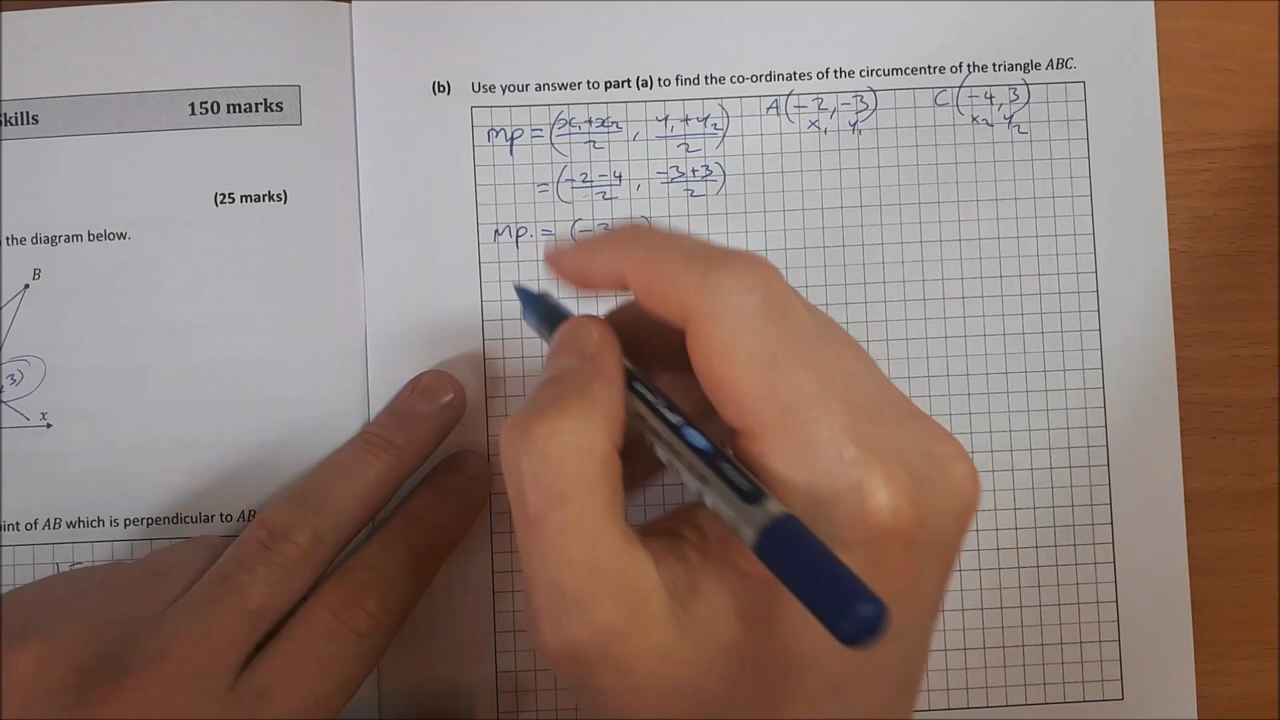 kills 150 marks
(25 marks)
the diagram below.
B
, 3)
x
int of AB which is perpendicular to AB
(b) Use your answer to part (a) to find the co-ordinates of the circumcentre of the triangle ABC.
A(-2, -3) C(-4, 3)
x₁ y₁ x₂ y₂
mp = (x₁+x₂/2, y₁+y₂/2)
= (-2-4/2, -3+3/2)
mp. = (-3